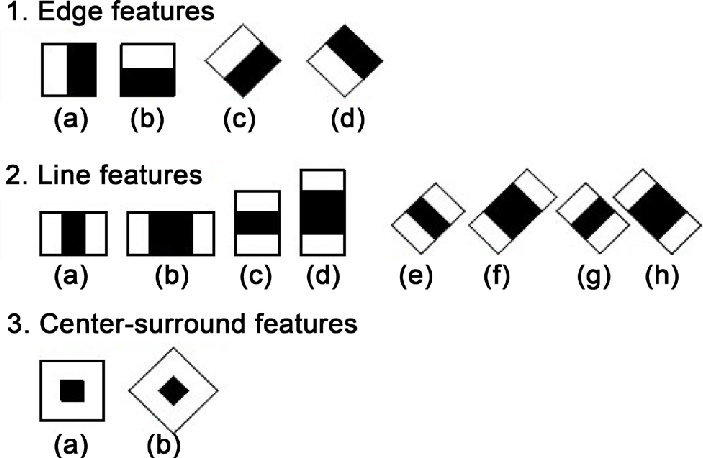 1. Edge features
(a) (b) (c) (d)
2. Line features
(a) (b) (c) (d) (e) (f) (g) (h)
3. Center-surround features
(a) (b)